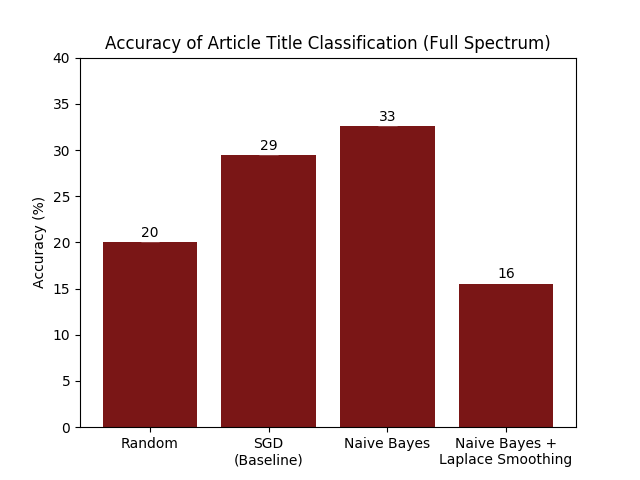 Accuracy of Article Title Classification (Full Spectrum)
40
35
30
25
20
15
10
5
0
Accuracy (%)
20
29
33
16
Random
SGD
(Baseline)
Naive Bayes
Naive Bayes +
Laplace Smoothing